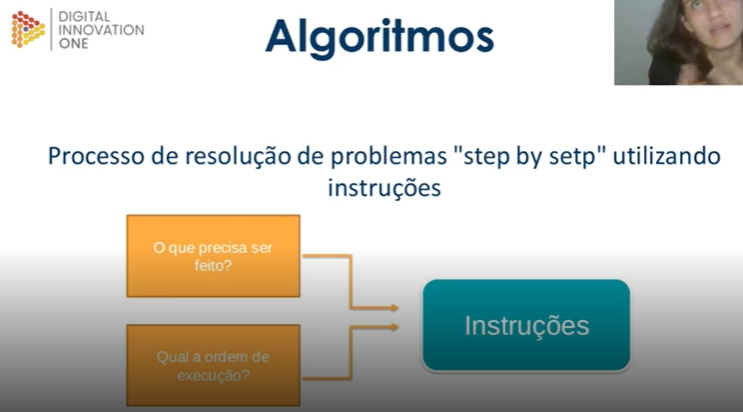 DIGITAL
INNOVATION
ONE
Algoritmos
Processo de resolução de problemas "step by setp" utilizando
instruções
O que precisa ser
feito?
Instruções
Qual a ordem de
execução?